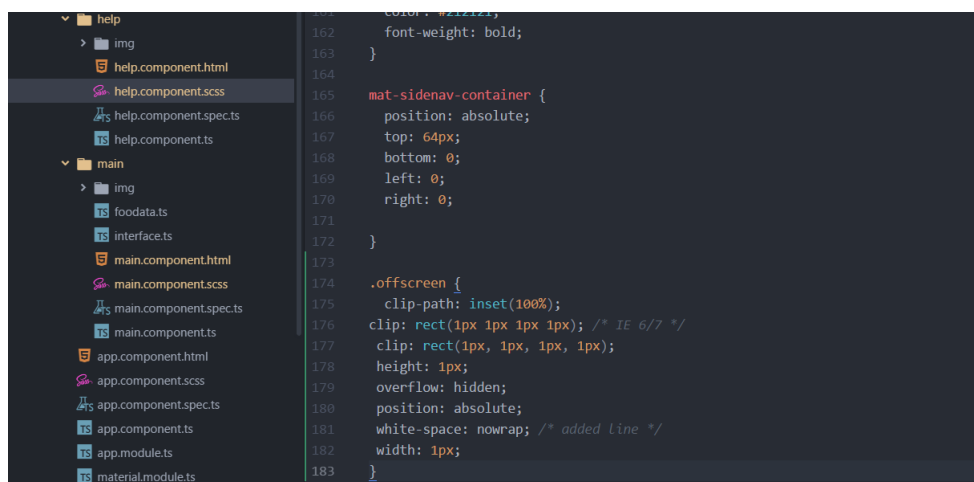 help
img
help.component.html
help.component.scss
help.component.spec.ts
help.component.ts
main
img
foodata.ts
interface.ts
main.component.html
main.component.scss
main.component.spec.ts
main.component.ts
app.component.html
app.component.scss
app.component.spec.ts
app.component.ts
app.module.ts
material.module.ts
161 color: #212121;
162 font-weight: bold;
163 }
164
165 mat-sidenav-container {
166 position: absolute;
167 top: 64px;
168 bottom: 0;
169 left: 0;
170 right: 0;
171
172 }
173
174 .offscreen {
175 clip-path: inset(100%);
176 clip: rect(1px 1px 1px 1px); /* IE 6/7 */
177 clip: rect(1px, 1px, 1px, 1px);
178 height: 1px;
179 overflow: hidden;
180 position: absolute;
181 white-space: nowrap; /* added line */
182 width: 1px;
183 }